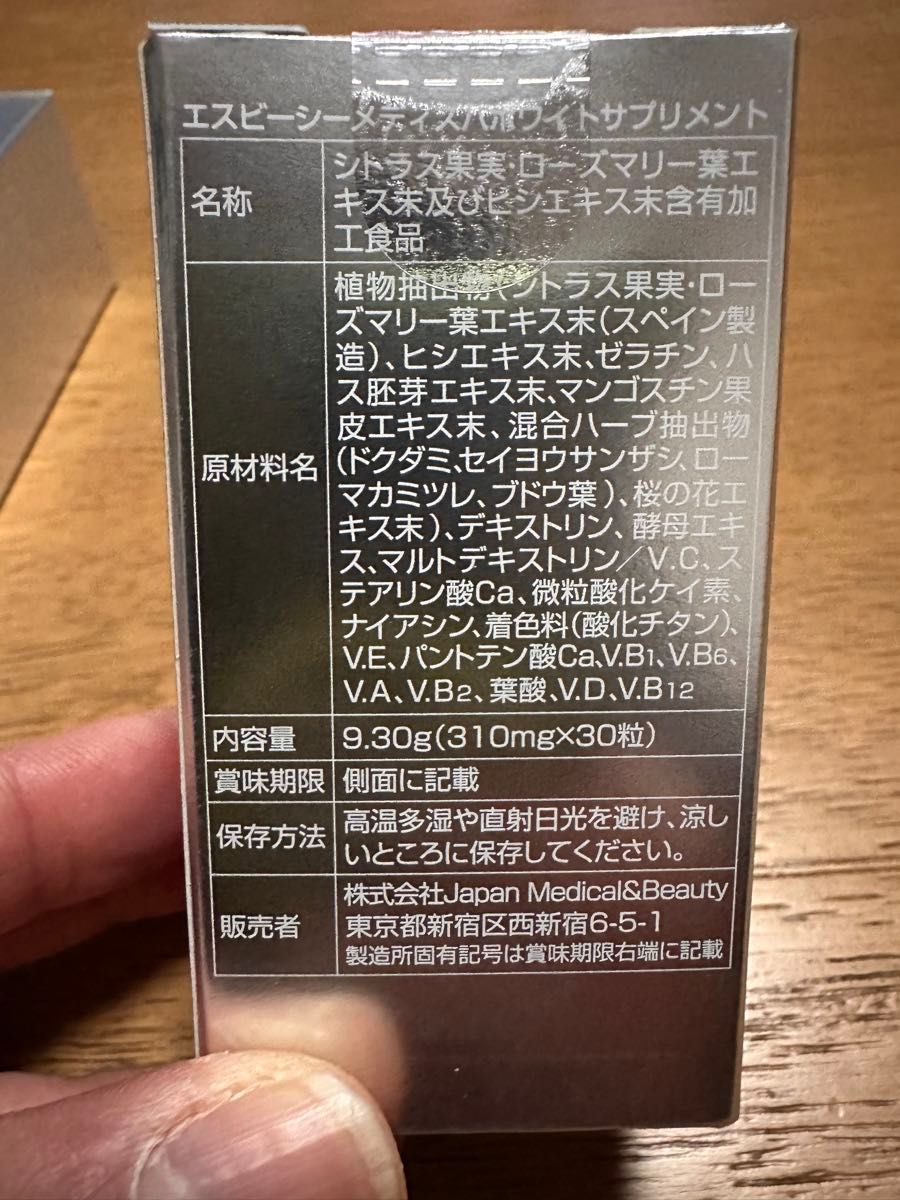 エスビーシーメディスパホワイトサプリメント
名称
シトラス果実・ローズマリー葉エ
キス末及びヒシエキス末含有加
工食品
原材料名
植物抽出物(シトラス果実・ロー
ズマリー葉エキス末(スペイン製
造)、ヒシエキス末、ゼラチン、ハ
ス胚芽エキス末、マンゴスチン果
皮エキス末、混合ハーブ抽出物
(ドクダミ、セイヨウサンザシ、ロー
マカミツレ、ブドウ葉)、桜の花エ
キス末)、デキストリン、酵母エキ
ス、マルトデキストリン/V.C、ス
テアリン酸Ca、微粒酸化ケイ素、
ナイアシン、着色料(酸化チタン)、
V.E、パントテン酸Ca、V.B1、V.B6、
V.A、V.B2、葉酸、V.D、V.B12
内容量
9.30g(310mg×30粒)
賞味期限
側面に記載
保存方法
高温多湿や直射日光を避け、涼し
いところに保存してください。
販売者
株式会社Japan Medical&Beauty
東京都新宿区西新宿6-5-1
製造所固有記号は賞味期限右端に記載